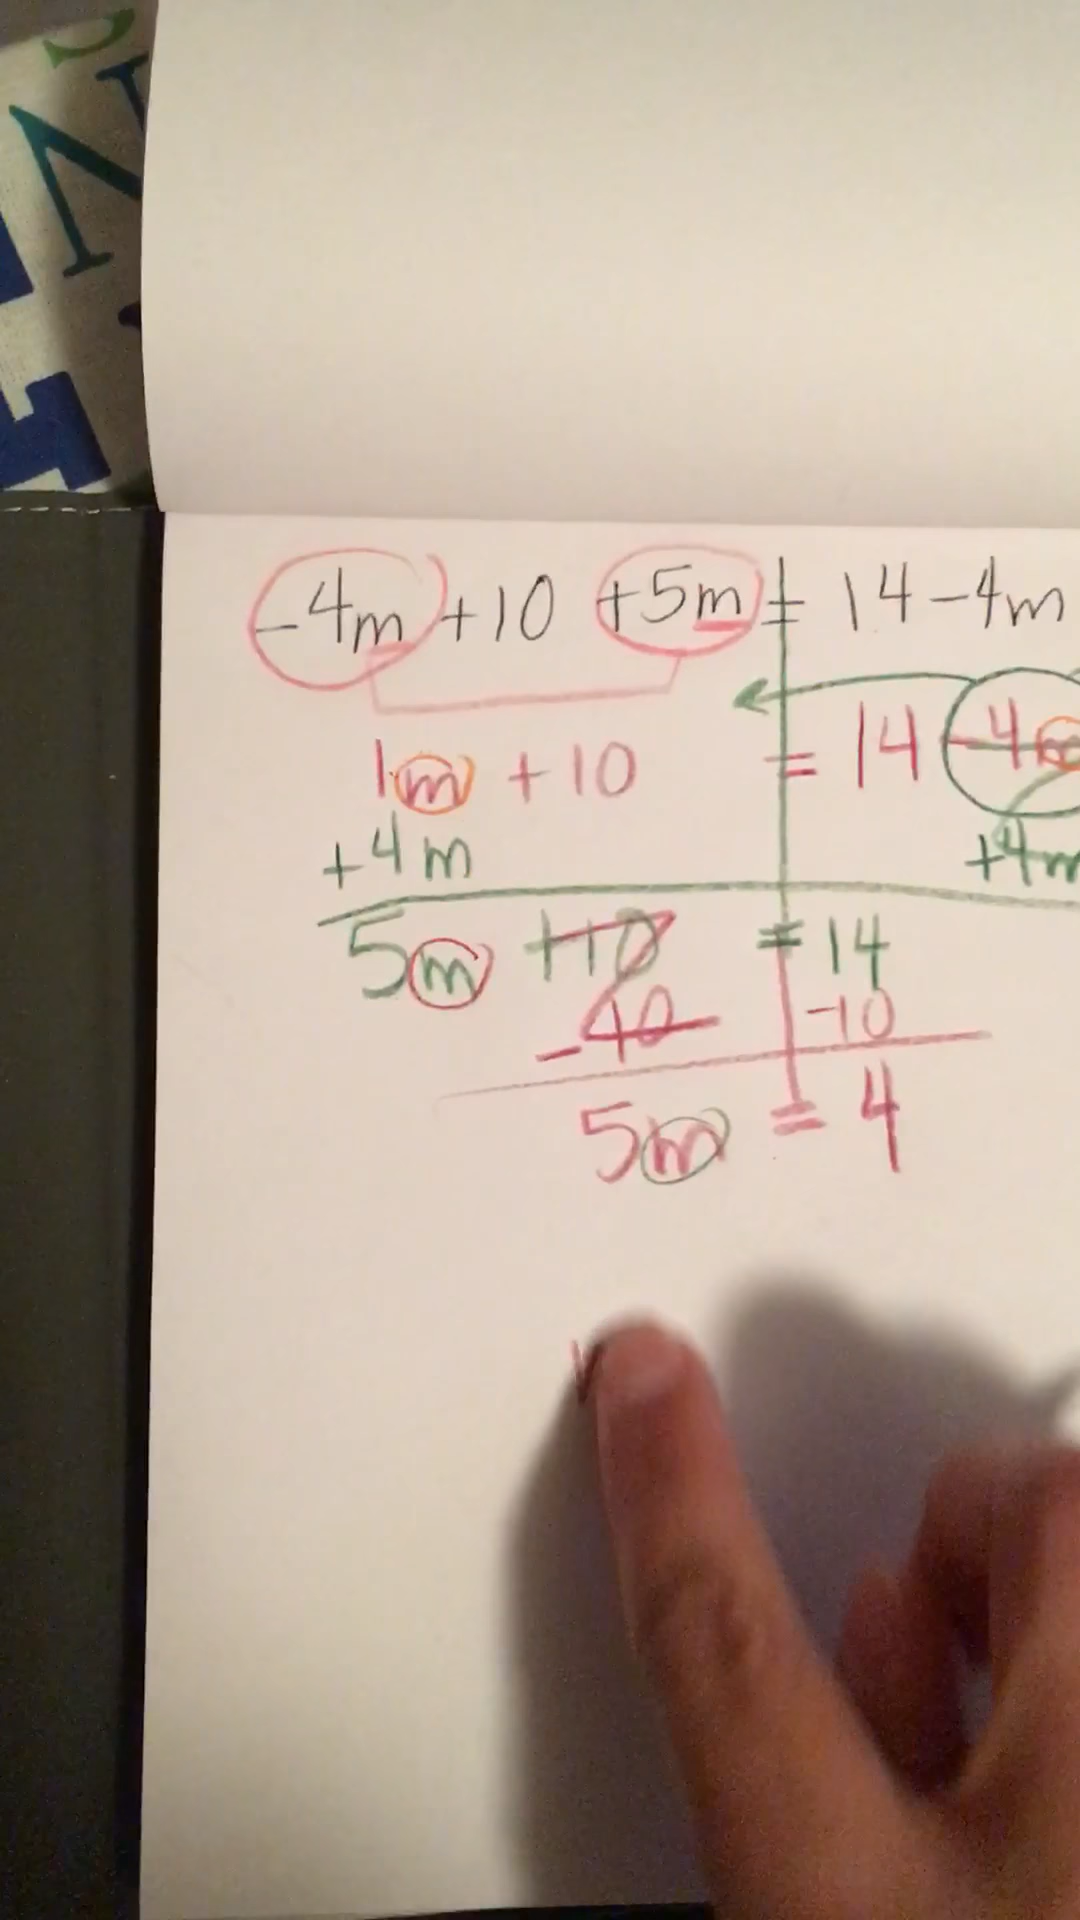 -4m +10 +5m = 14 -4m
1m +10 = 14 -4m
+4m +4m
5m +10 = 14
-10 -10
5m = 4
N